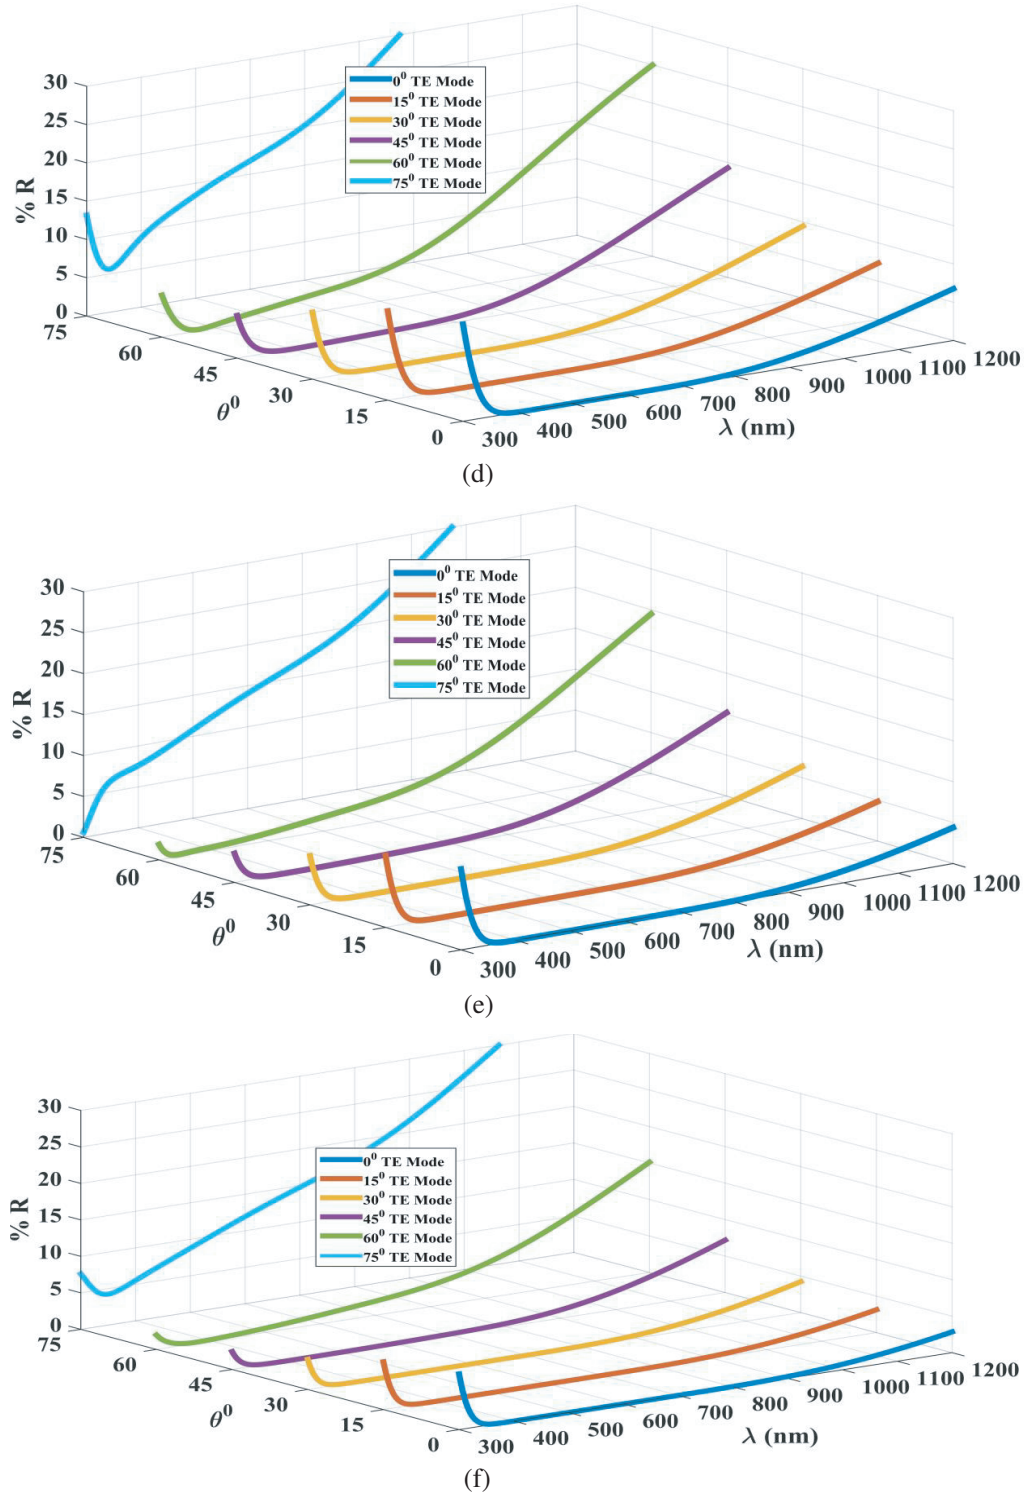 30
25
20
15
10
5
0
% R
75
60
45
30
15
0
θ⁰
300
400
500
600
700
800
900
1000
1100
1200
λ (nm)
0⁰ TE Mode
15⁰ TE Mode
30⁰ TE Mode
45⁰ TE Mode
60⁰ TE Mode
75⁰ TE Mode
(d)
30
25
20
15
10
5
0
% R
75
60
45
30
15
0
θ⁰
300
400
500
600
700
800
900
1000
1100
1200
λ (nm)
0⁰ TE Mode
15⁰ TE Mode
30⁰ TE Mode
45⁰ TE Mode
60⁰ TE Mode
75⁰ TE Mode
(e)
30
25
20
15
10
5
0
% R
75
60
45
30
15
0
θ⁰
300
400
500
600
700
800
900
1000
1100
1200
λ (nm)
0⁰ TE Mode
15⁰ TE Mode
30⁰ TE Mode
45⁰ TE Mode
60⁰ TE Mode
75⁰ TE Mode
(f)